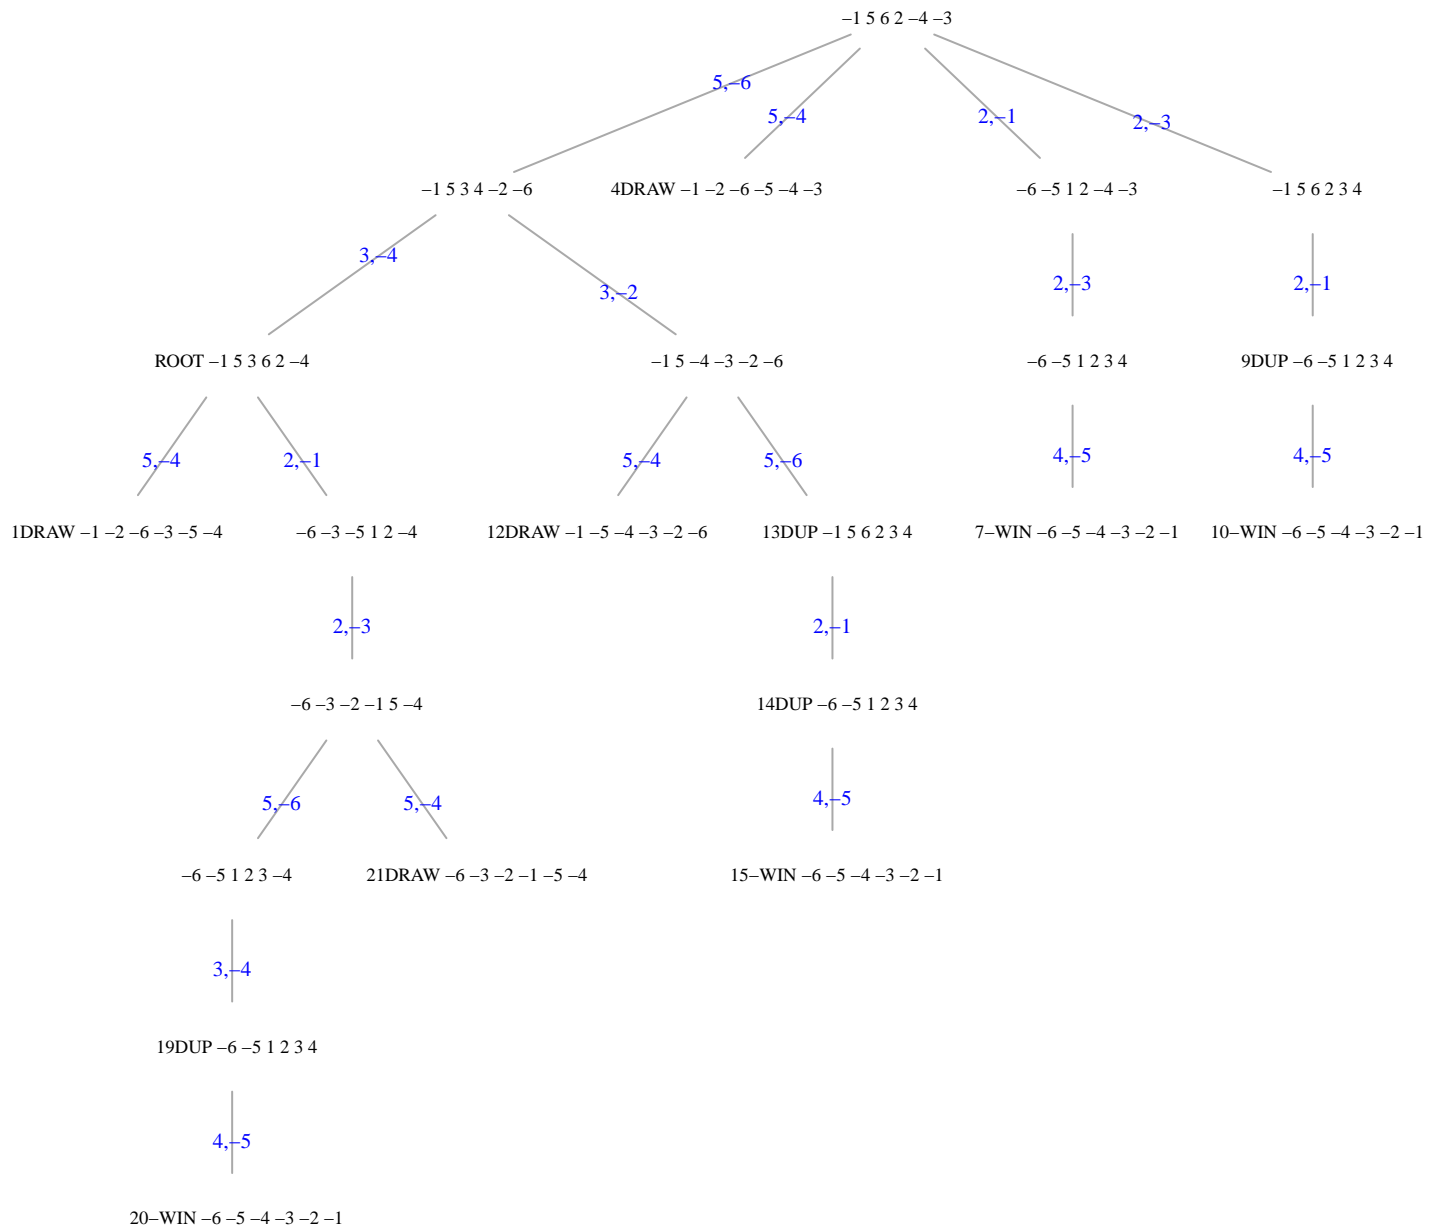 –1 5 6 2 –4 –3
5,–6
5,–4
2,–1
2,–3
–1 5 3 4 –2 –6
4DRAW –1 –2 –6 –5 –4 –3
–6 –5 1 2 –4 –3
–1 5 6 2 3 4
3,–4
3,–2
2,–3
2,–1
ROOT –1 5 3 6 2 –4
–1 5 –4 –3 –2 –6
–6 –5 1 2 3 4
9DUP –6 –5 1 2 3 4
5,–4
2,–1
5,–4
5,–6
4,–5
4,–5
1DRAW –1 –2 –6 –3 –5 –4
–6 –3 –5 1 2 –4
12DRAW –1 –5 –4 –3 –2 –6
13DUP –1 5 6 2 3 4
7–WIN –6 –5 –4 –3 –2 –1
10–WIN –6 –5 –4 –3 –2 –1
2,–3
2,–1
–6 –3 –2 –1 5 –4
14DUP –6 –5 1 2 3 4
5,–6
5,–4
4,–5
–6 –5 1 2 3 –4
21DRAW –6 –3 –2 –1 –5 –4
15–WIN –6 –5 –4 –3 –2 –1
3,–4
19DUP –6 –5 1 2 3 4
4,–5
20–WIN –6 –5 –4 –3 –2 –1